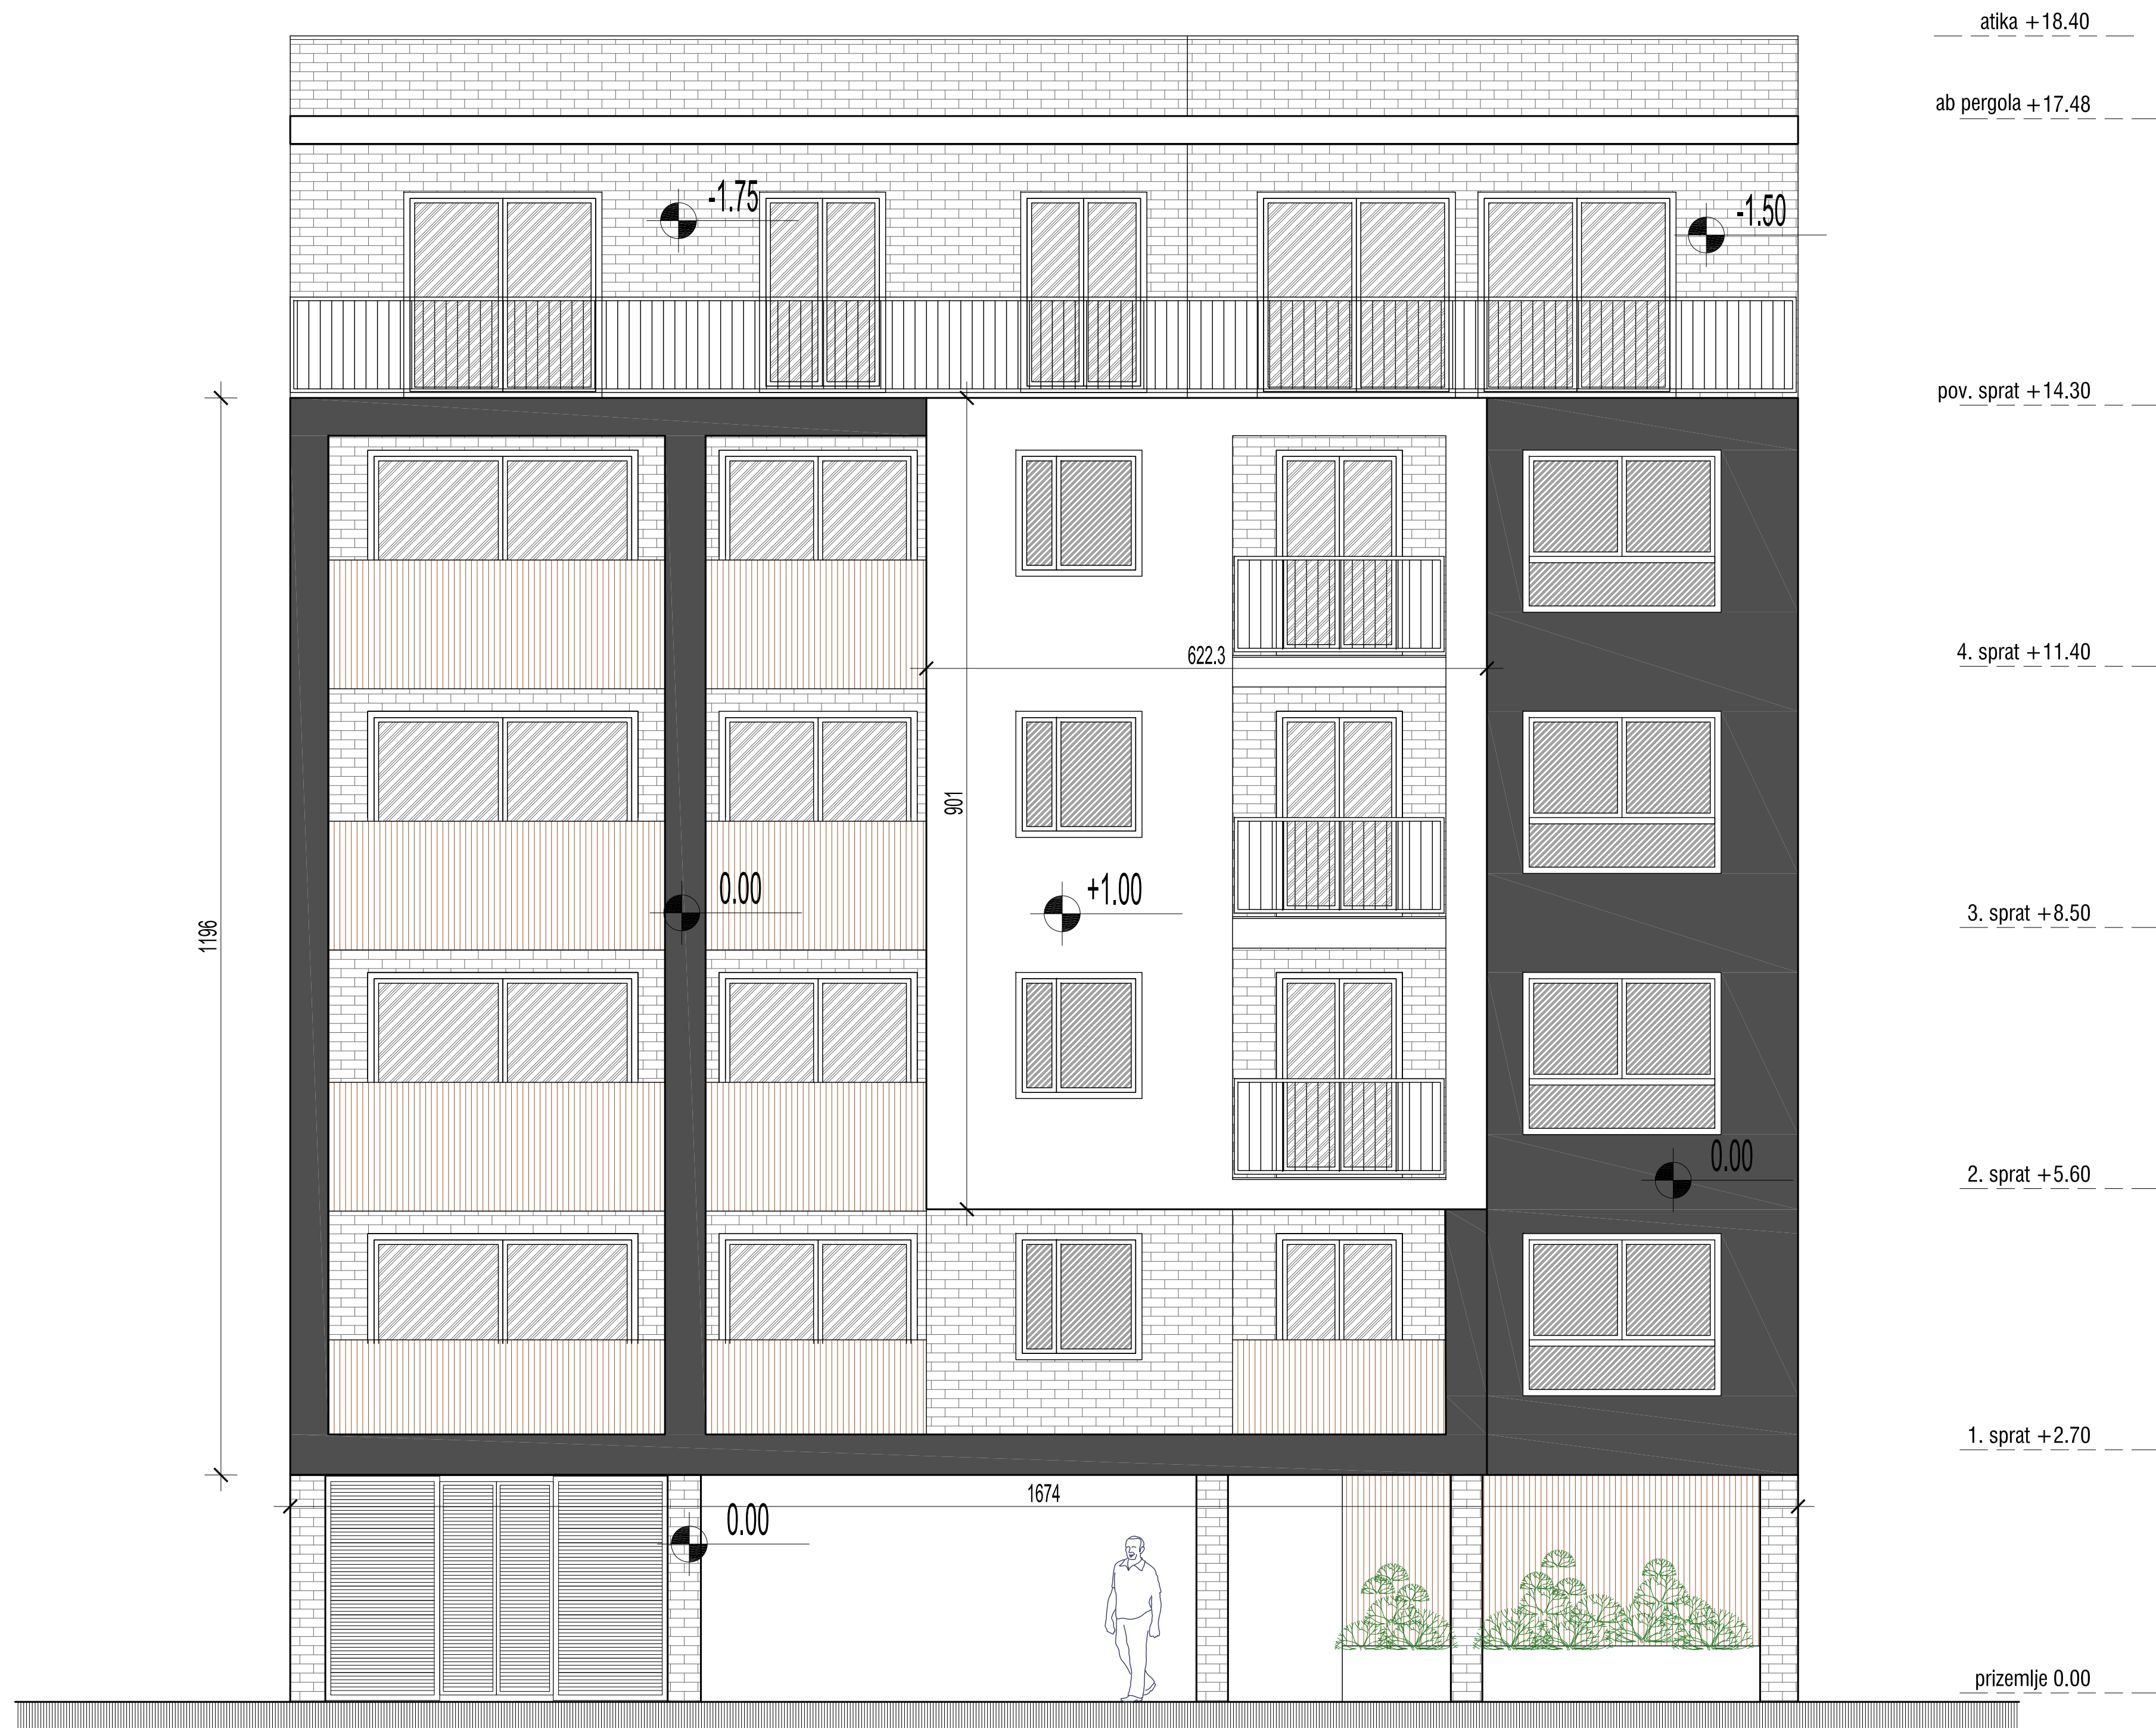 atika +18.40
ab pergola +17.48
-1.75
-1.50
pov. sprat +14.30
622.3
4. sprat +11.40
901
0.00
+1.00
3. sprat +8.50
1196
0.00
2. sprat +5.60
1. sprat +2.70
1674
0.00
prizemlje 0.00